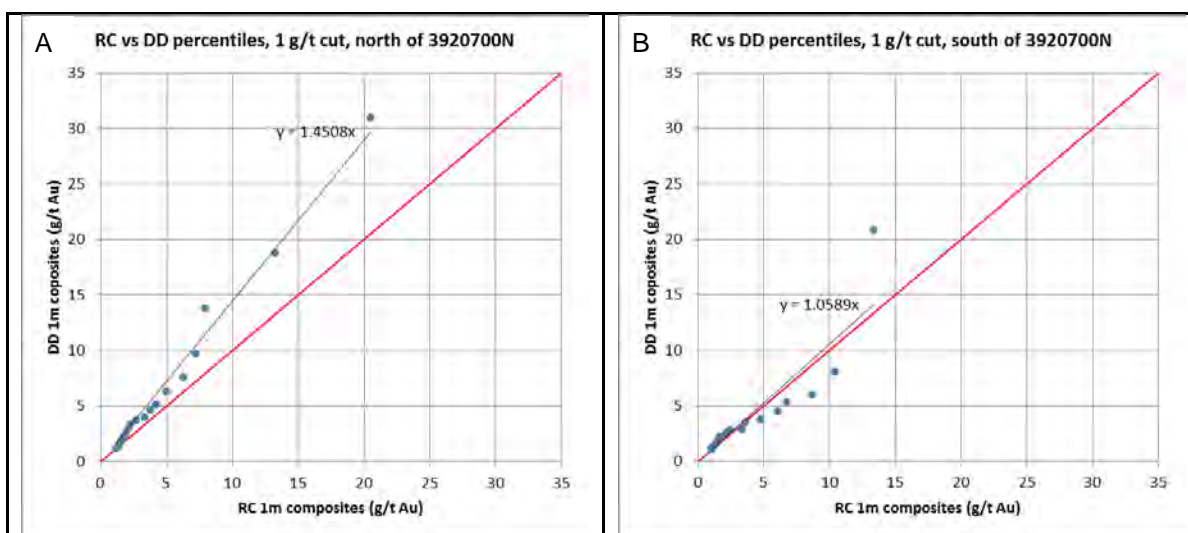 A
RC vs DD percentiles, 1 g/t cut, north of 3920700N
35
30
25
20
15
10
5
0
DD 1m coposites (g/t Au)
y = 1.4508x
0 5 10 15 20 25 30 35
RC 1m composites (g/t Au)
B
RC vs DD percentiles, 1 g/t cut, south of 3920700N
35
30
25
20
15
10
5
0
DD 1m coposites (g/t Au)
y = 1.0589x
0 5 10 15 20 25 30 35
RC 1m composites (g/t Au)